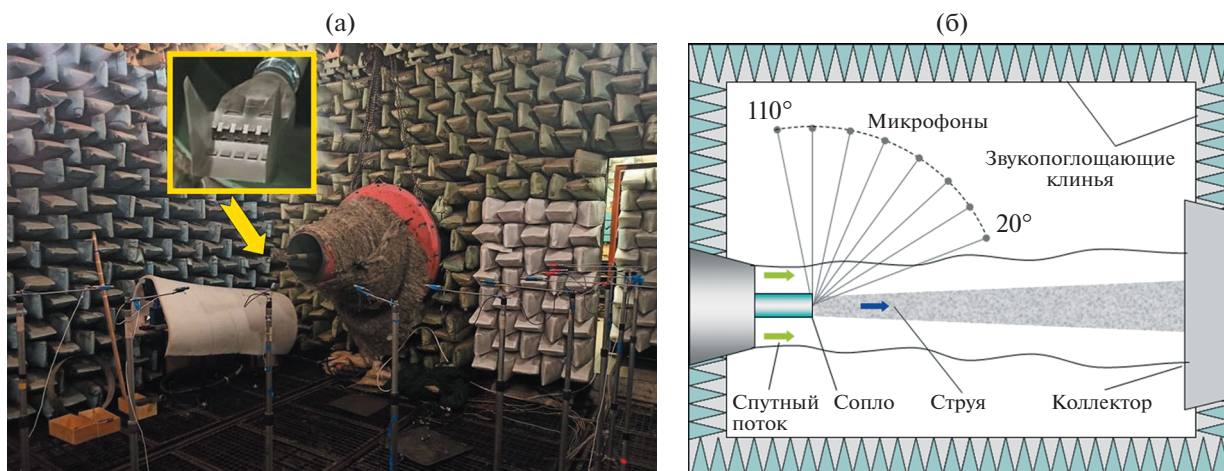 (а)
(б)
110°
Микрофоны
Звукопоглощающие
клинья
20°
Спутный
поток
Сопло
Струя
Коллектор